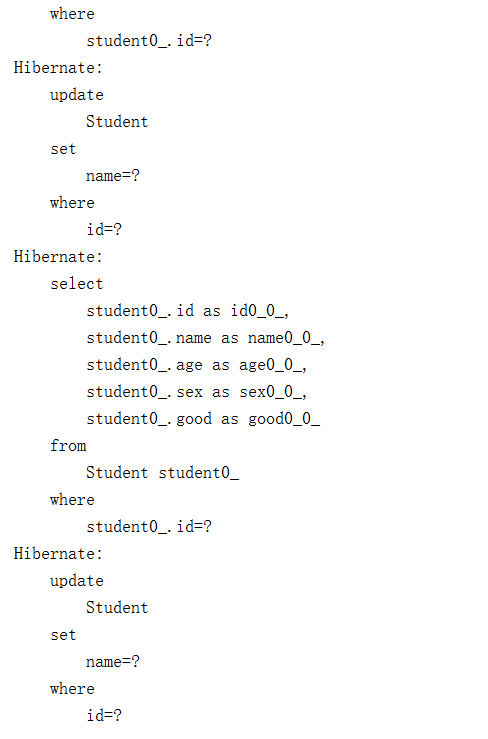 where
student0_.id=?
Hibernate:
update
Student
set
name=?
where
id=?
Hibernate:
select
student0_.id as id0_0_,
student0_.name as name0_0_,
student0_.age as age0_0_,
student0_.sex as sex0_0_,
student0_.good as good0_0_
from
Student student0_
where
student0_.id=?
Hibernate:
update
Student
set
name=?
where
id=?